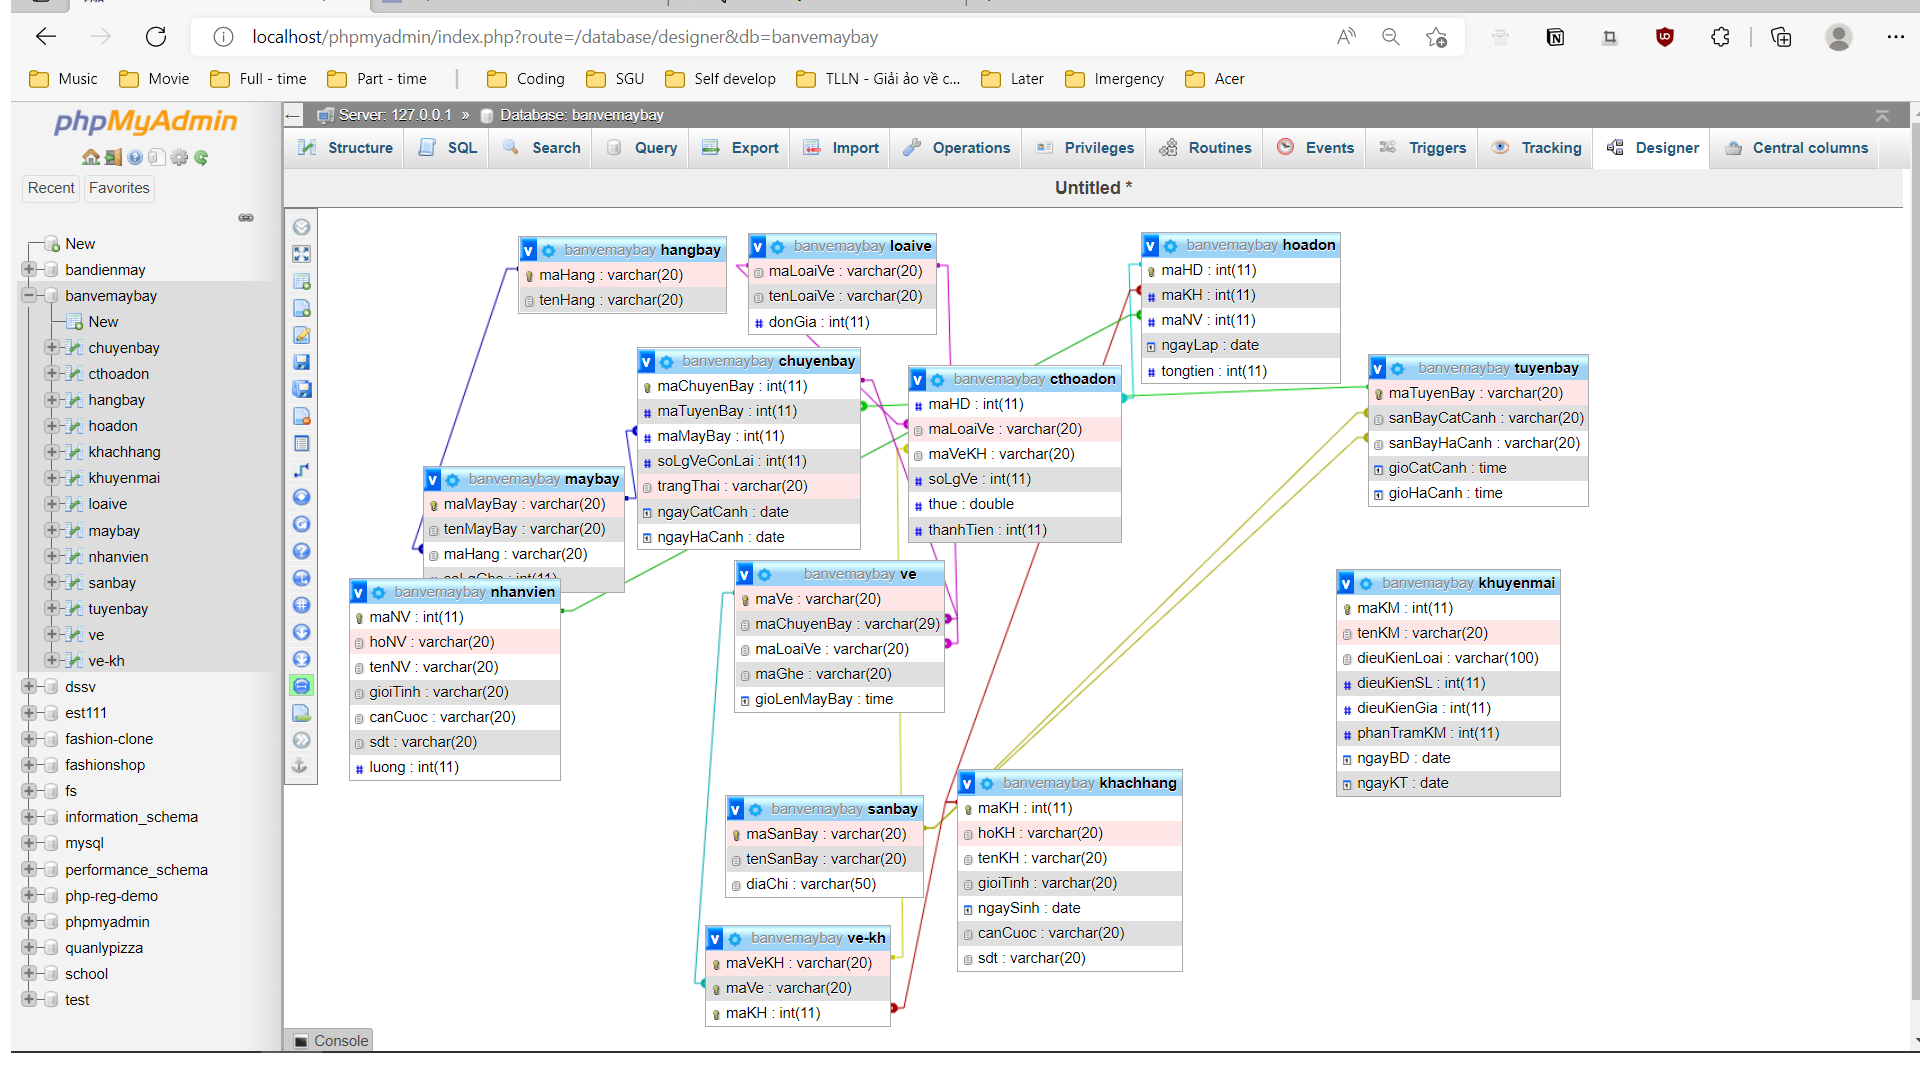 localhost/phpmyadmin/index.php?route=/database/designer&db=banvemaybay
Music Movie Full - time Part - time Coding SGU Self develop TLLN - Giải ảo về c... Later Imergency Acer
phpMyAdmin
Recent Favorites
New
bandienmay
banvemaybay
New
chuyenbay
cthoadon
hangbay
hoadon
khachhang
khuyenmai
loaive
maybay
nhanvien
sanbay
tuyenbay
ve
ve-kh
dssv
est111
fashion-clone
fashionshop
fs
information_schema
mysql
performance_schema
php-reg-demo
phpmyadmin
quanlypizza
school
test
Server: 127.0.0.1 » Database: banvemaybay
Structure SQL Search Query Export Import Operations Privileges Routines Events Triggers Tracking Designer Central columns
Untitled *
v banvemaybay hangbay
maHang : varchar(20)
tenHang : varchar(20)
v banvemaybay loaive
maLoaiVe : varchar(20)
tenLoaiVe : varchar(20)
# donGia : int(11)
v banvemaybay hoadon
maHD : int(11)
# maKH : int(11)
# maNV : int(11)
ngayLap : date
# tongtien : int(11)
v banvemaybay chuyenbay
maChuyenBay : int(11)
# maTuyenBay : int(11)
# maMayBay : int(11)
# soLgVeConLai : int(11)
trangThai : varchar(20)
ngayCatCanh : date
ngayHaCanh : date
v banvemaybay cthoadon
# maHD : int(11)
maLoaiVe : varchar(20)
maVeKH : varchar(20)
# soLgVe : int(11)
# thue : double
# thanhTien : int(11)
v banvemaybay tuyenbay
maTuyenBay : varchar(20)
sanBayCatCanh : varchar(20)
sanBayHaCanh : varchar(20)
gioCatCanh : time
gioHaCanh : time
v banvemaybay maybay
maMayBay : varchar(20)
tenMayBay : varchar(20)
maHang : varchar(20)
# soLgGhe : int(11)
v banvemaybay nhanvien
maNV : int(11)
hoNV : varchar(20)
tenNV : varchar(20)
gioiTinh : varchar(20)
canCuoc : varchar(20)
sdt : varchar(20)
# luong : int(11)
v banvemaybay ve
maVe : varchar(20)
maChuyenBay : varchar(29)
maLoaiVe : varchar(20)
maGhe : varchar(20)
gioLenMayBay : time
v banvemaybay khuyenmai
maKM : int(11)
tenKM : varchar(20)
dieuKienLoai : varchar(100)
# dieuKienSL : int(11)
# dieuKienGia : int(11)
# phanTramKM : int(11)
ngayBD : date
ngayKT : date
v banvemaybay sanbay
maSanBay : varchar(20)
tenSanBay : varchar(20)
diaChi : varchar(50)
v banvemaybay khachhang
maKH : int(11)
hoKH : varchar(20)
tenKH : varchar(20)
gioiTinh : varchar(20)
ngaySinh : date
canCuoc : varchar(20)
sdt : varchar(20)
v banvemaybay ve-kh
maVeKH : varchar(20)
maVe : varchar(20)
maKH : int(11)
Console